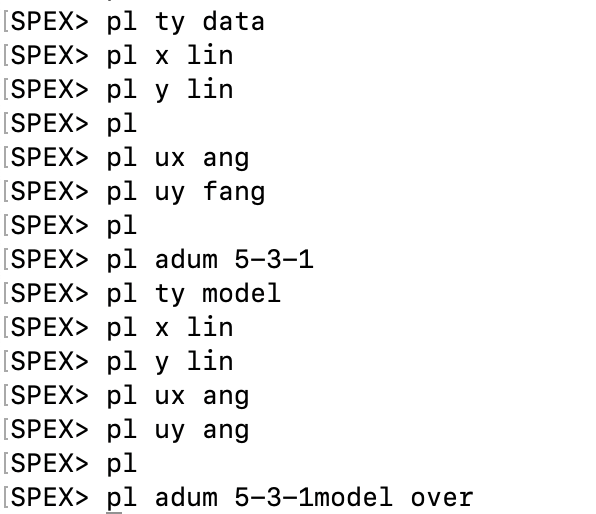 [SPEX> pl ty data
[SPEX> pl x lin
[SPEX> pl y lin
[SPEX> pl
[SPEX> pl ux ang
[SPEX> pl uy fang
[SPEX> pl
[SPEX> pl adum 5-3-1
[SPEX> pl ty model
[SPEX> pl x lin
[SPEX> pl y lin
[SPEX> pl ux ang
[SPEX> pl uy ang
[SPEX> pl
[SPEX> pl adum 5-3-1model over